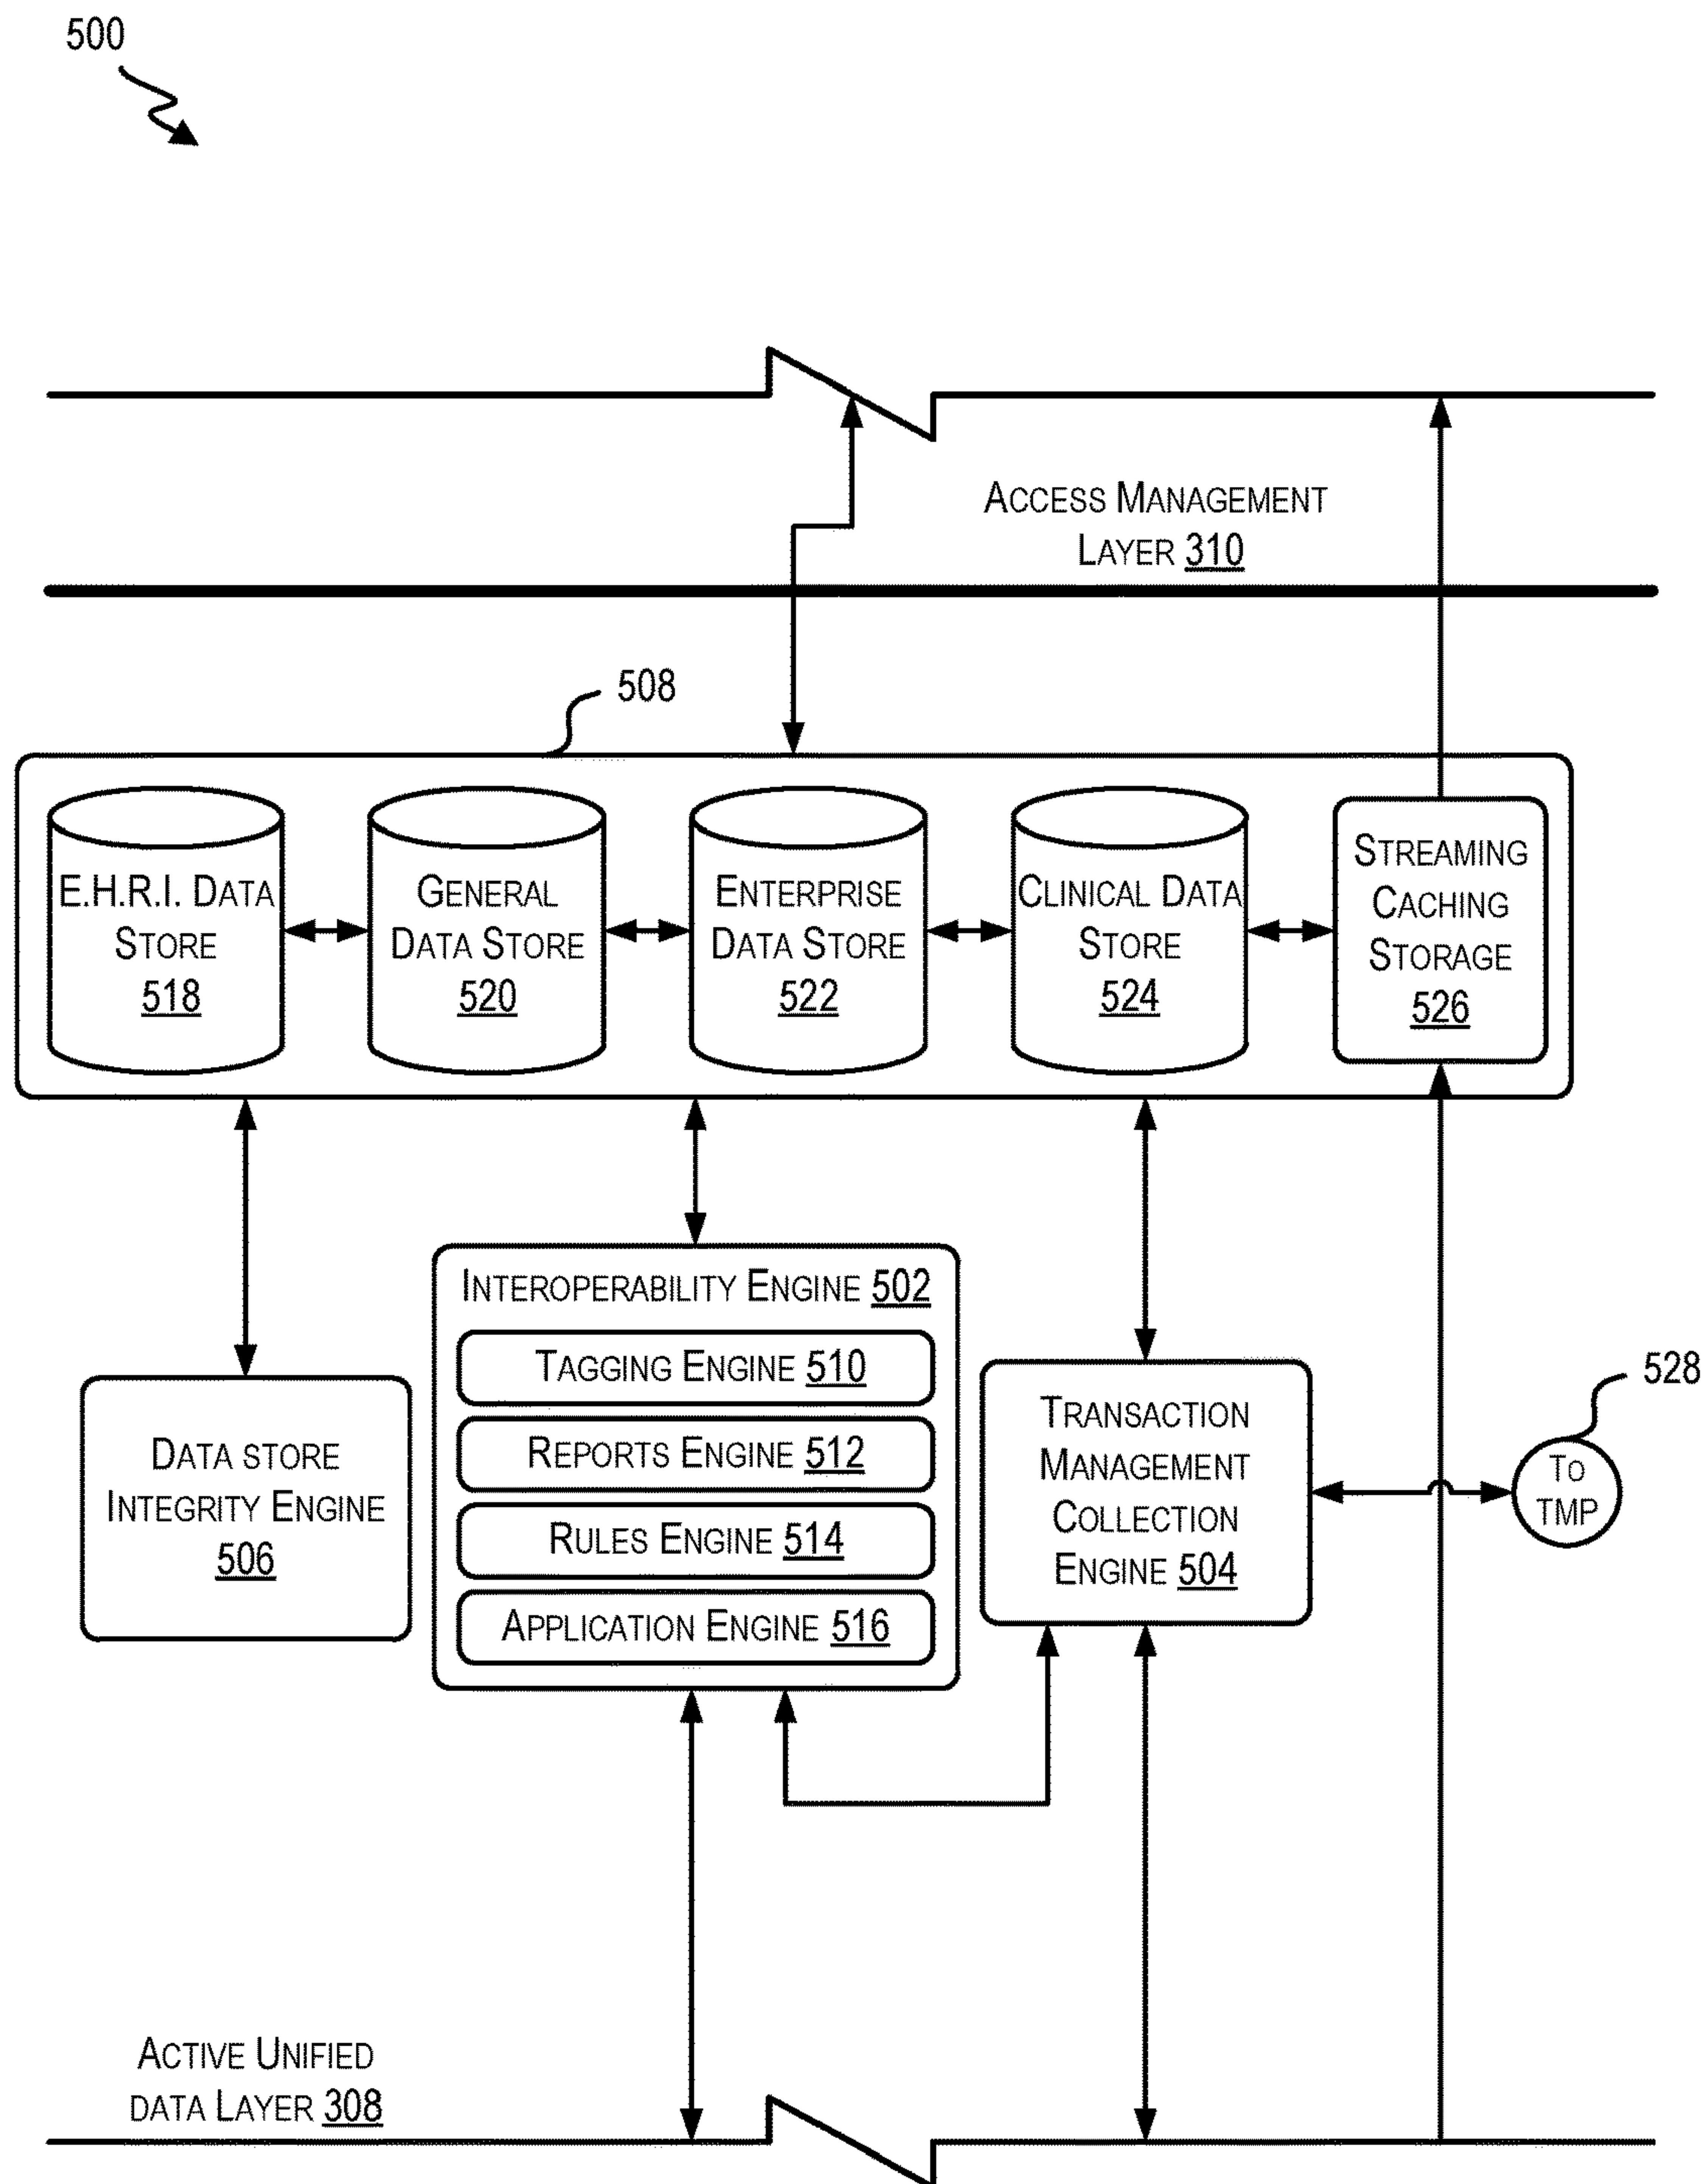 500
ACCESS MANAGEMENT
LAYER 310
508
E.H.R.I. DATA
STORE
518
GENERAL
DATA STORE
520
ENTERPRISE
DATA STORE
522
CLINICAL DATA
STORE
524
STREAMING
CACHING
STORAGE
526
INTEROPERABILITY ENGINE 502
TAGGING ENGINE 510
REPORTS ENGINE 512
RULES ENGINE 514
APPLICATION ENGINE 516
DATA STORE
INTEGRITY ENGINE
506
TRANSACTION
MANAGEMENT
COLLECTION
ENGINE 504
528
TO
TMP
ACTIVE UNIFIED
DATA LAYER 308